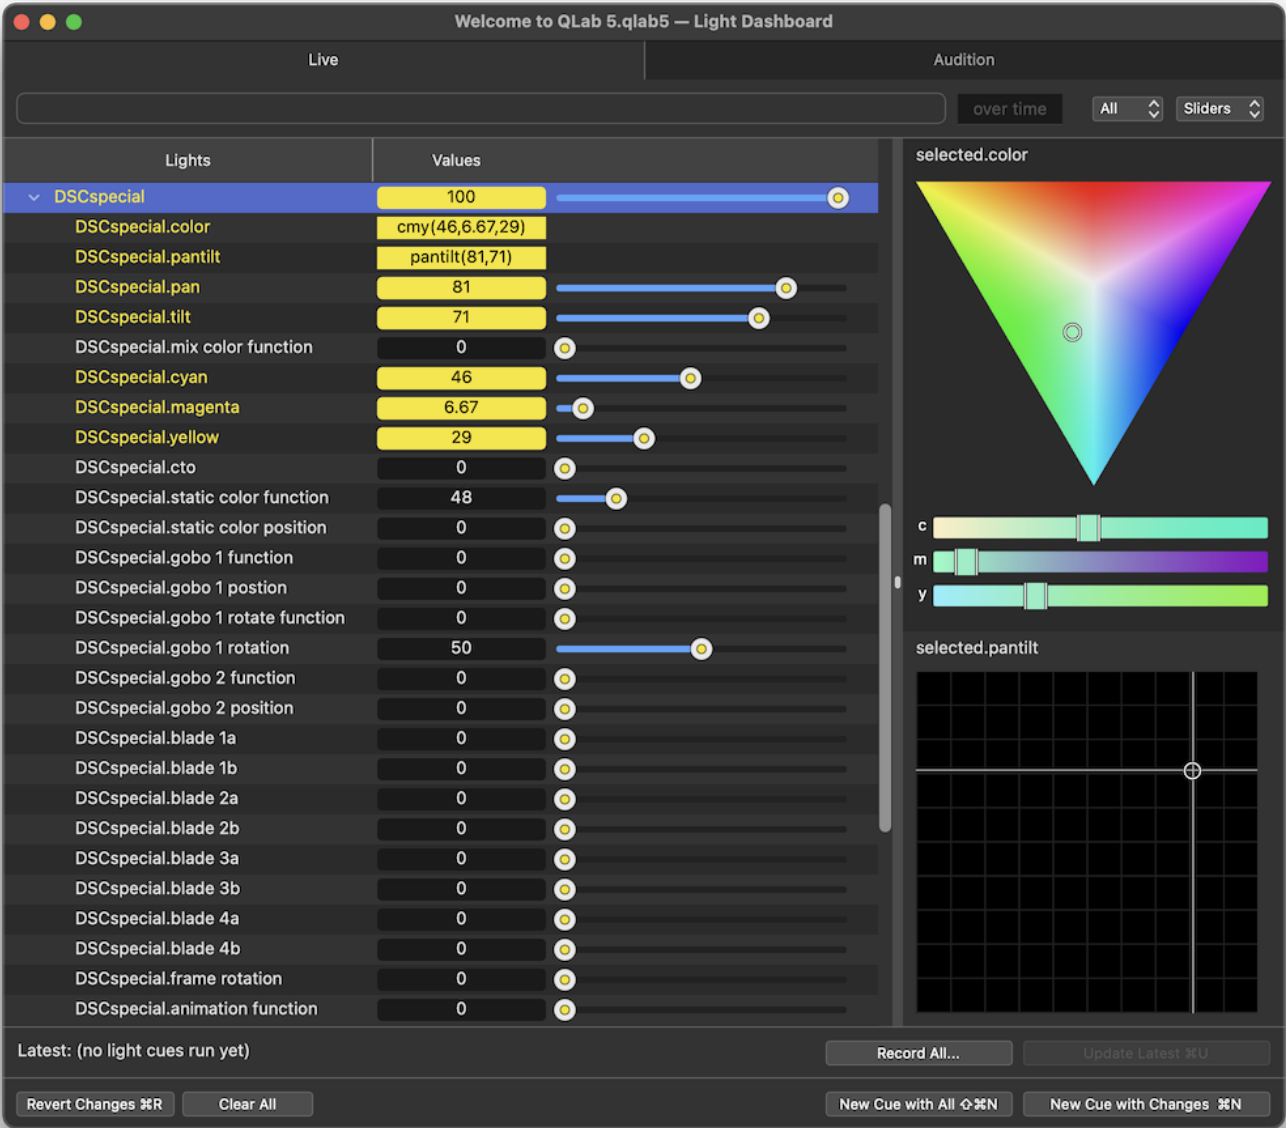 Welcome to QLab 5.qlab5 — Light Dashboard
Live Audition
over time All Sliders
Lights Values
DSCspecial 100
DSCspecial.color cmy(46,6.67,29)
DSCspecial.pantilt pantilt(81,71)
DSCspecial.pan 81
DSCspecial.tilt 71
DSCspecial.mix color function 0
DSCspecial.cyan 46
DSCspecial.magenta 6.67
DSCspecial.yellow 29
DSCspecial.cto 0
DSCspecial.static color function 48
DSCspecial.static color position 0
DSCspecial.gobo 1 function 0
DSCspecial.gobo 1 postion 0
DSCspecial.gobo 1 rotate function 0
DSCspecial.gobo 1 rotation 50
DSCspecial.gobo 2 function 0
DSCspecial.gobo 2 position 0
DSCspecial.blade 1a 0
DSCspecial.blade 1b 0
DSCspecial.blade 2a 0
DSCspecial.blade 2b 0
DSCspecial.blade 3a 0
DSCspecial.blade 3b 0
DSCspecial.blade 4a 0
DSCspecial.blade 4b 0
DSCspecial.frame rotation 0
DSCspecial.animation function 0
selected.color
c
m
y
selected.pantilt
Latest: (no light cues run yet) Record All... Update Latest ⌘U
Revert Changes ⌘R Clear All New Cue with All ⇧⌘N New Cue with Changes ⌘N